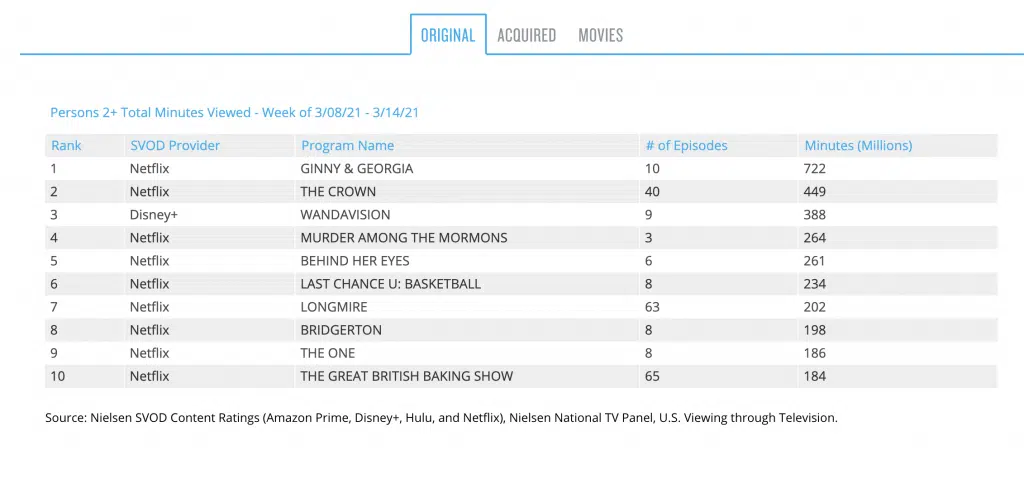 ORIGINAL ACQUIRED MOVIES
Persons 2+ Total Minutes Viewed - Week of 3/08/21 - 3/14/21
Rank SVOD Provider Program Name # of Episodes Minutes (Millions)
1 Netflix GINNY & GEORGIA 10 722
2 Netflix THE CROWN 40 449
3 Disney+ WANDAVISION 9 388
4 Netflix MURDER AMONG THE MORMONS 3 264
5 Netflix BEHIND HER EYES 6 261
6 Netflix LAST CHANCE U: BASKETBALL 8 234
7 Netflix LONGMIRE 63 202
8 Netflix BRIDGERTON 8 198
9 Netflix THE ONE 8 186
10 Netflix THE GREAT BRITISH BAKING SHOW 65 184
Source: Nielsen SVOD Content Ratings (Amazon Prime, Disney+, Hulu, and Netflix), Nielsen National TV Panel, U.S. Viewing through Television.